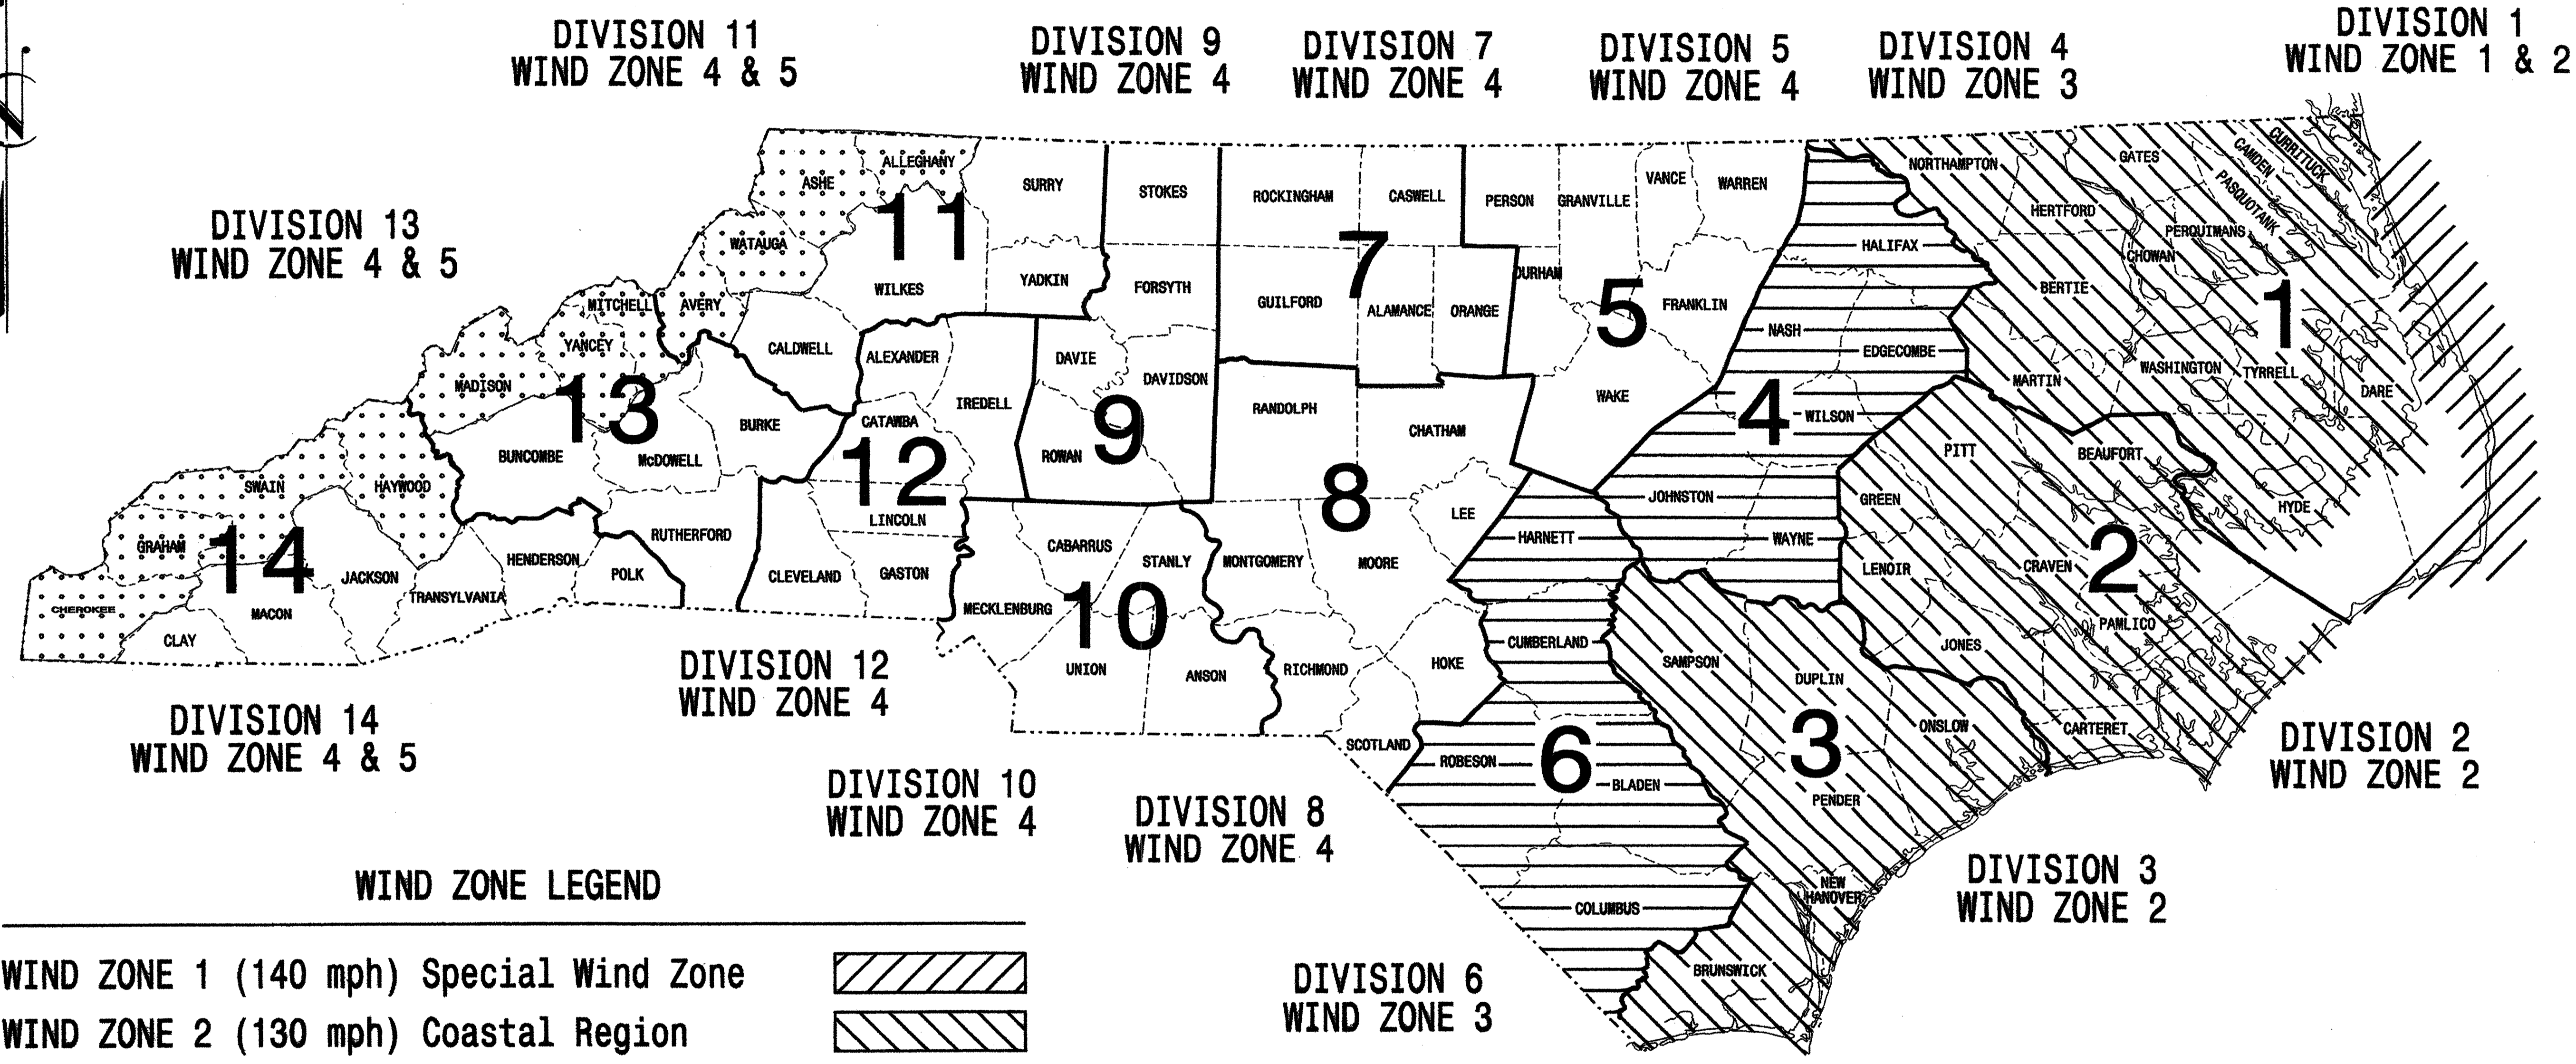 DIVISION 11
WIND ZONE 4 & 5
DIVISION 9
WIND ZONE 4
DIVISION 7
WIND ZONE 4
DIVISION 5
WIND ZONE 4
DIVISION 4
WIND ZONE 3
DIVISION 1
WIND ZONE 1 & 2
DIVISION 13
WIND ZONE 4 & 5
N
ALLEGHANY
ASHE
SURRY
STOKES
ROCKINGHAM
CASWELL
PERSON
GRANVILLE
VANCE
WARREN
NORTHAMPTON
GATES
CAMDEN
CURRITUCK
PASQUOTANK
HERTFORD
PERQUIMANS
CHOWAN
HALIFAX
BERTIE
11
WATAUGA
WILKES
YADKIN
FORSYTH
7
GUILFORD
ALAMANCE
ORANGE
DURHAM
5
FRANKLIN
NASH
EDGECOMBE
1
MITCHELL
AVERY
YANCEY
CALDWELL
ALEXANDER
DAVIE
DAVIDSON
MADISON
13
BURKE
CATAWBA
IREDELL
9
ROWAN
RANDOLPH
CHATHAM
WAKE
4
WILSON
MARTIN
WASHINGTON
TYRRELL
DARE
PITT
BEAUFORT
HYDE
BUNCOMBE
McDOWELL
12
LINCOLN
8
LEE
JOHNSTON
GREEN
SWAIN
HAYWOOD
GRAHAM
14
JACKSON
MACON
CHEROKEE
CLAY
TRANSYLVANIA
HENDERSON
POLK
RUTHERFORD
CLEVELAND
GASTON
CABARRUS
STANLY
MECKLENBURG
10
UNION
ANSON
MONTGOMERY
MOORE
RICHMOND
HOKE
SCOTLAND
HARNETT
WAYNE
LENOIR
CRAVEN
2
PAMLICO
JONES
CUMBERLAND
SAMPSON
DUPLIN
ONSLOW
CARTERET
ROBESON
6
BLADEN
3
PENDER
NEW
HANOVER
COLUMBUS
BRUNSWICK
DIVISION 12
WIND ZONE 4
DIVISION 14
WIND ZONE 4 & 5
DIVISION 10
WIND ZONE 4
DIVISION 8
WIND ZONE 4
DIVISION 2
WIND ZONE 2
DIVISION 3
WIND ZONE 2
DIVISION 6
WIND ZONE 3
WIND ZONE LEGEND
WIND ZONE 1 (140 mph) Special Wind Zone
WIND ZONE 2 (130 mph) Coastal Region